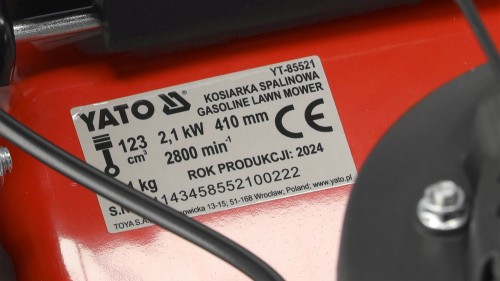 YT-85521
YATO KOSIARKA SPALINOWA
GASOLINE LAWN MOWER
123 cm³ 2,1 kW 410 mm CE
2800 min⁻¹
kg ROK PRODUKCJI: 2024
S.N 143458552100222
TOYA S.A. 13-15, 51-168 Wrocław, Poland; www.yato.pl